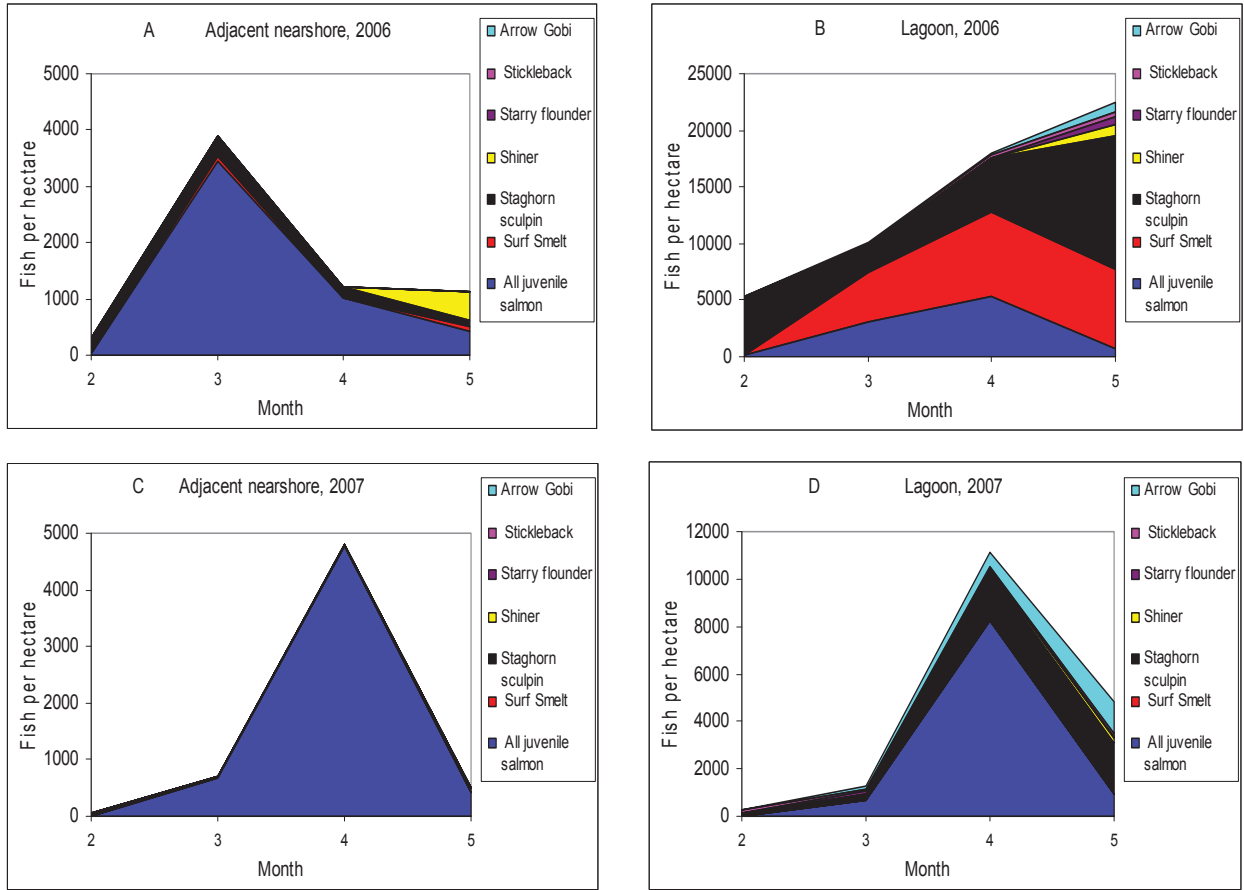 A Adjacent nearshore, 2006
5000
4000
3000
2000
1000
0
Fish per hectare
2 3 4 5
Month
Arrow Gobi
Stickleback
Starry flounder
Shiner
Staghorn
sculpin
Surf Smelt
All juvenile
salmon
B Lagoon, 2006
25000
20000
15000
10000
5000
0
Fish per hectare
2 3 4 5
Month
Arrow Gobi
Stickleback
Starry flounder
Shiner
Staghorn
sculpin
Surf Smelt
All juvenile
salmon
C Adjacent nearshore, 2007
5000
4000
3000
2000
1000
0
Fish per hectare
2 3 4 5
Month
Arrow Gobi
Stickleback
Starry flounder
Shiner
Staghorn
sculpin
Surf Smelt
All juvenile
salmon
D Lagoon, 2007
12000
10000
8000
6000
4000
2000
0
Fish per hectare
2 3 4 5
Month
Arrow Gobi
Stickleback
Starry flounder
Shiner
Staghorn
sculpin
Surf Smelt
All juvenile
salmon